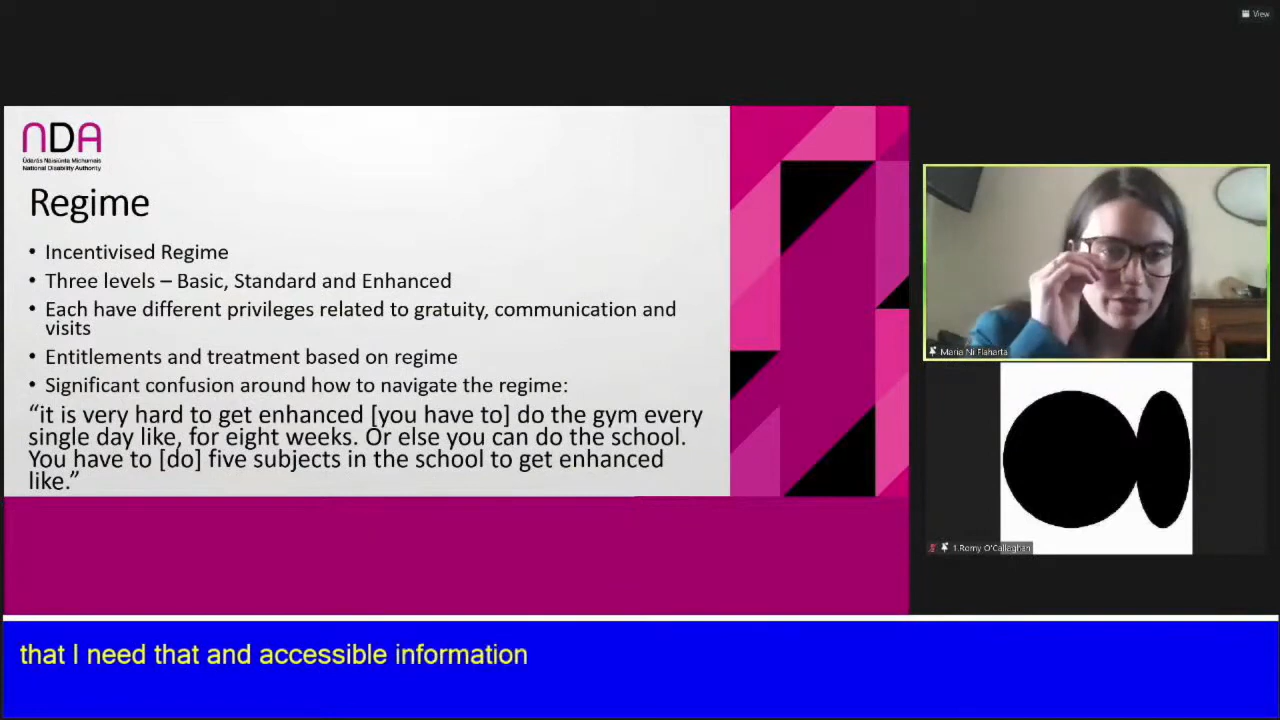 View
NDA
Údarás Náisiúnta Míchumais
National Disability Authority
Regime
• Incentivised Regime
• Three levels – Basic, Standard and Enhanced
• Each have different privileges related to gratuity, communication and
visits
• Entitlements and treatment based on regime
• Significant confusion around how to navigate the regime:
“it is very hard to get enhanced [you have to] do the gym every
single day like, for eight weeks. Or else you can do the school.
You have to [do] five subjects in the school to get enhanced
like.”
Maria Ni Flaharta
1.Romy O'Callaghan
that I need that and accessible information